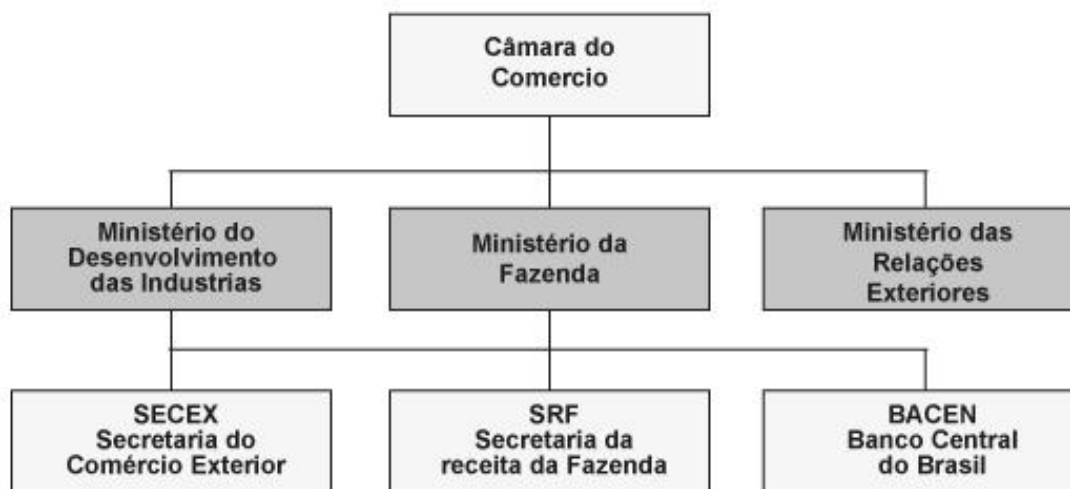 Câmara do
Comercio
Ministério do
Desenvolvimento
das Industrias
Ministério da
Fazenda
Ministério das
Relações
Exteriores
SECEX
Secretaria do
Comércio Exterior
SRF
Secretaria da
receita da Fazenda
BACEN
Banco Central
do Brasil